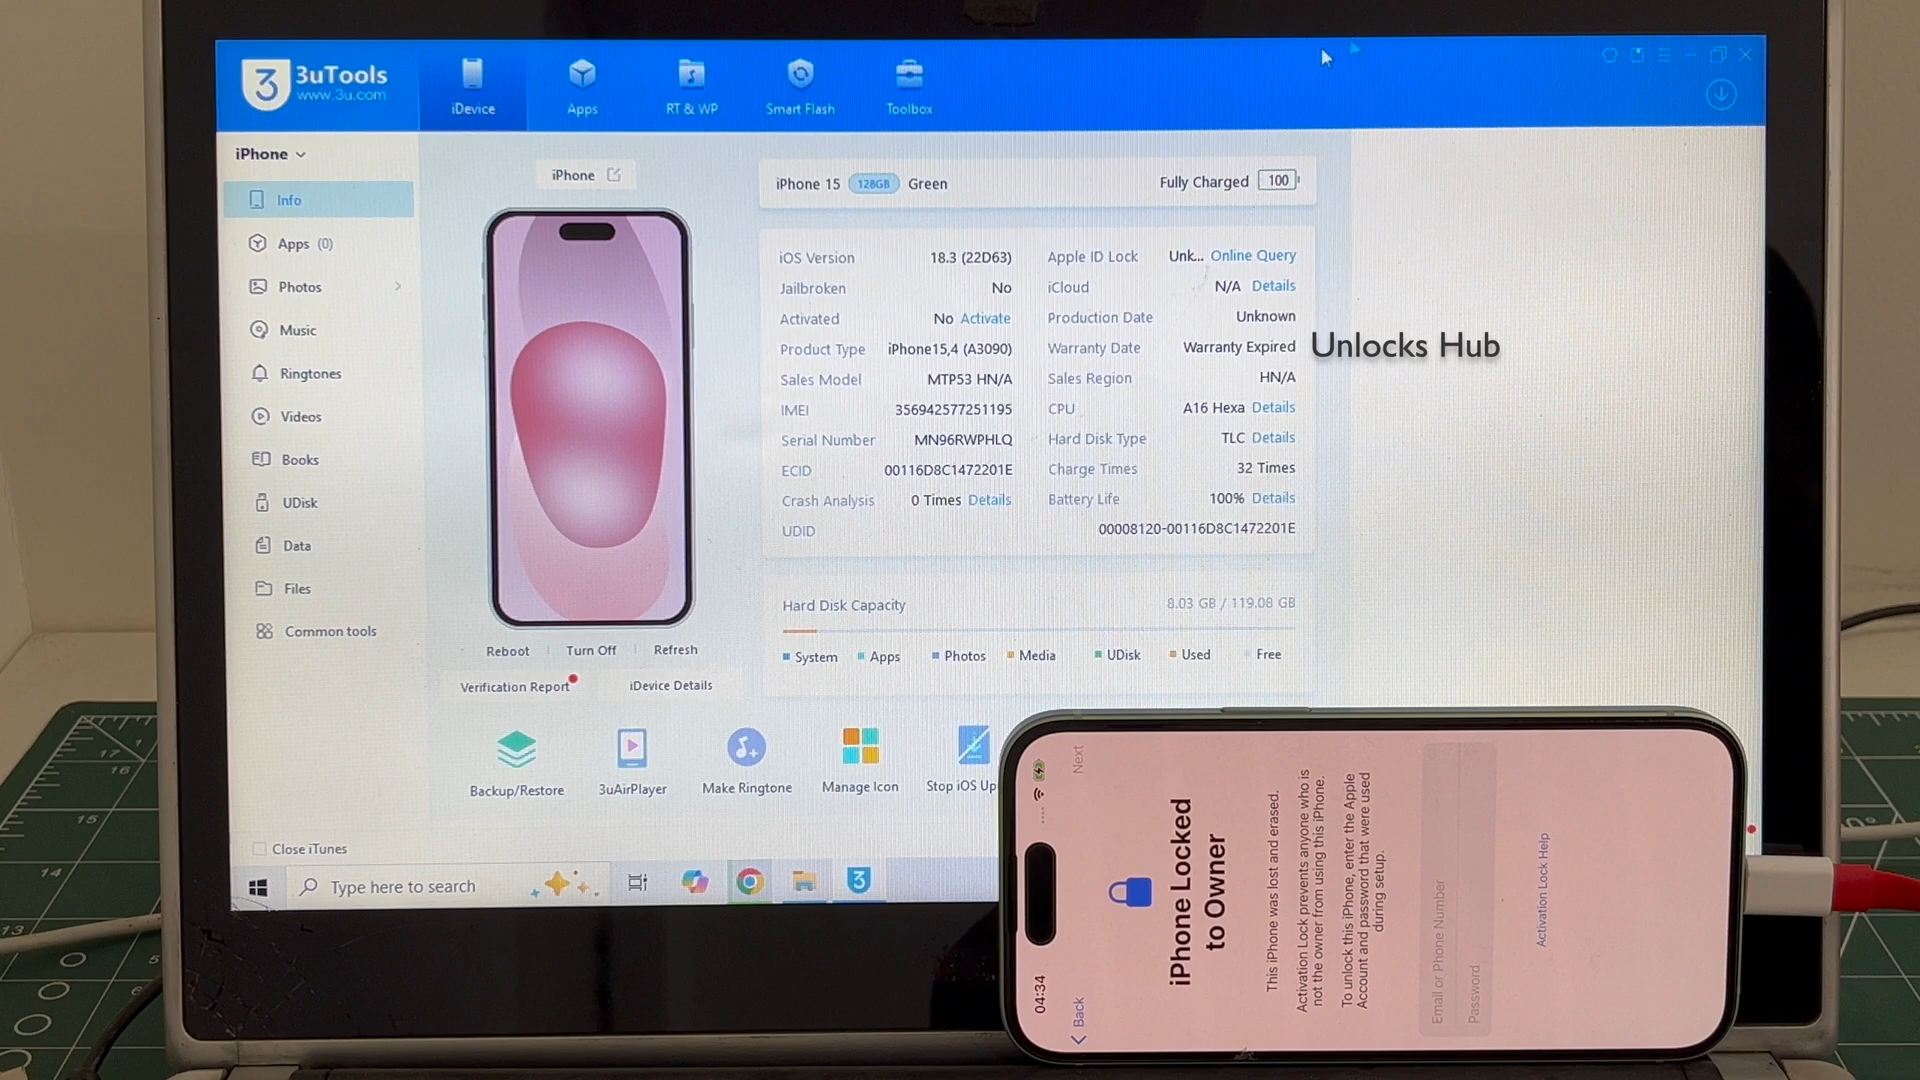 3uTools
www.3u.com
3
iDevice
Apps
RT & WP
Smart Flash
Toolbox
iPhone
Info
Apps (0)
Photos
Music
Ringtones
Videos
Books
UDisk
Data
Files
Common tools
Close iTunes
iPhone
Reboot
Turn Off
Refresh
Verification Report
iDevice Details
iPhone 15 128GB Green
Fully Charged 100
iOS Version 18.3 (22D63)
Apple ID Lock Unk... Online Query
Jailbroken No
iCloud N/A Details
Activated No Activate
Production Date Unknown
Product Type iPhone15,4 (A3090)
Warranty Date Warranty Expired
Sales Model MTP53 HN/A
Sales Region HN/A
IMEI 356942577251195
CPU A16 Hexa Details
Serial Number MN96RWPHLQ
Hard Disk Type TLC Details
ECID 00116D8C1472201E
Charge Times 32 Times
Crash Analysis 0 Times Details
Battery Life 100% Details
UDID 00008120-00116D8C1472201E
Hard Disk Capacity 8.03 GB / 119.08 GB
System Apps Photos Media UDisk Used Free
Backup/Restore
3uAirPlayer
Make Ringtone
Manage Icon
Stop iOS Up
Type here to search
3
Unlocks Hub
04:34
Back
Next
iPhone Locked
to Owner
This iPhone was lost and erased.
Activation Lock prevents anyone who is
not the owner from using this iPhone.
To unlock this iPhone, enter the Apple
Account and password that were used
during setup.
Email or Phone Number
Password
Activation Lock Help
17
16
15
14
13
5